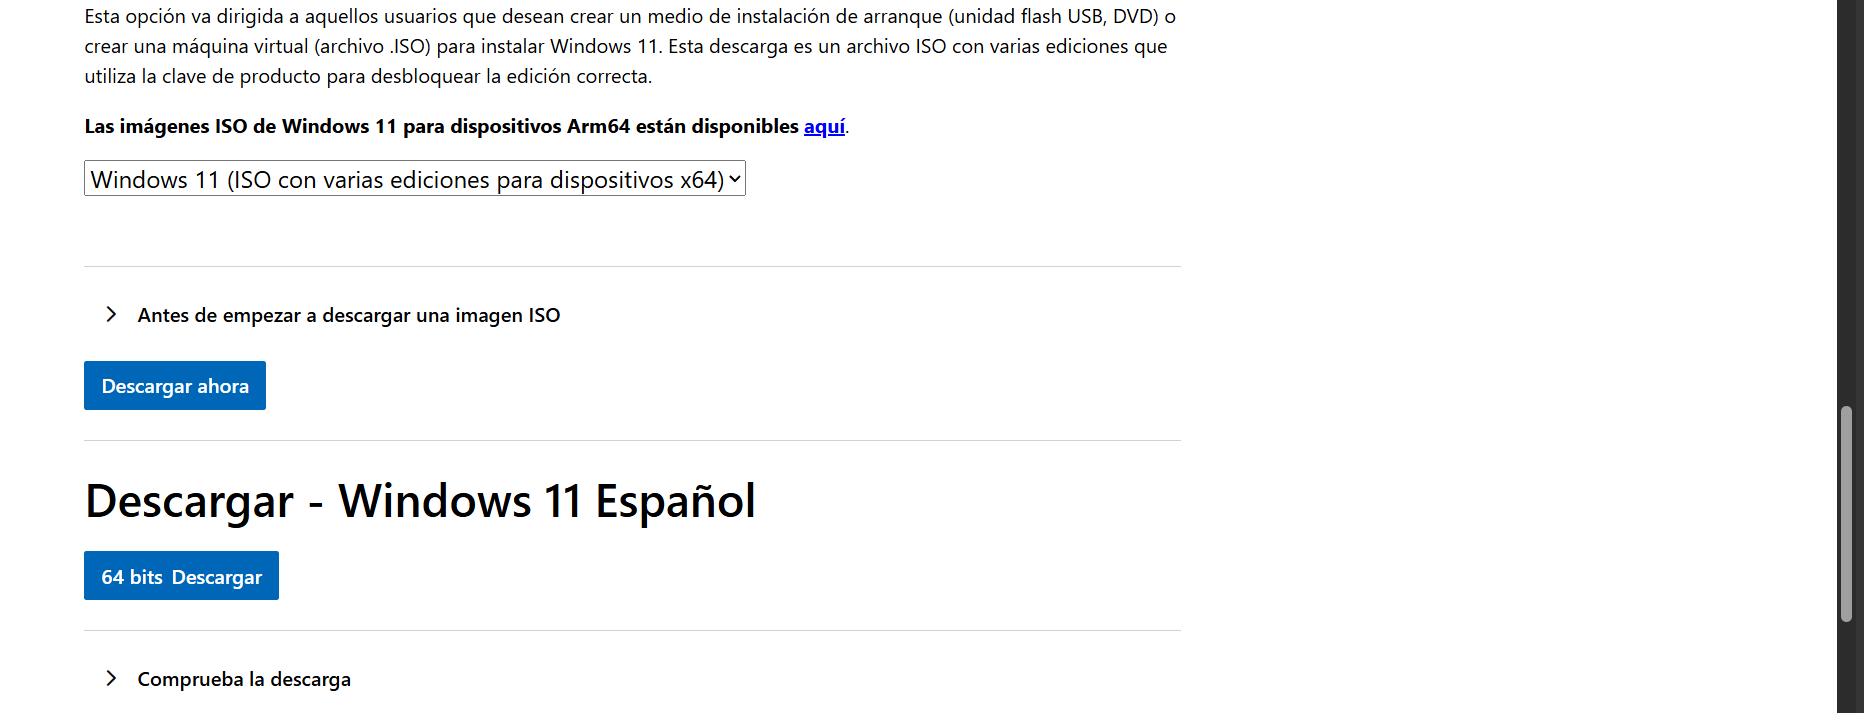 Esta opción va dirigida a aquellos usuarios que desean crear un medio de instalación de arranque (unidad flash USB, DVD) o
crear una máquina virtual (archivo .ISO) para instalar Windows 11. Esta descarga es un archivo ISO con varias ediciones que
utiliza la clave de producto para desbloquear la edición correcta.
Las imágenes ISO de Windows 11 para dispositivos Arm64 están disponibles aquí.
Windows 11 (ISO con varias ediciones para dispositivos x64)
Antes de empezar a descargar una imagen ISO
Descargar ahora
Descargar - Windows 11 Español
64 bits Descargar
Comprueba la descarga